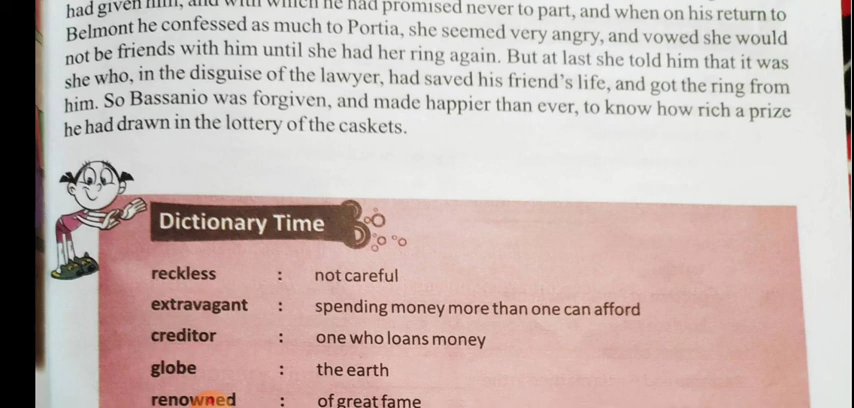 had given him, and with which he had promised never to part, and when on his return to
Belmont he confessed as much to Portia, she seemed very angry, and vowed she would
not be friends with him until she had her ring again. But at last she told him that it was
she who, in the disguise of the lawyer, had saved his friend's life, and got the ring from
him. So Bassanio was forgiven, and made happier than ever, to know how rich a prize
he had drawn in the lottery of the caskets.
Dictionary Time
reckless : not careful
extravagant : spending money more than one can afford
creditor : one who loans money
globe : the earth
renowned : of great fame